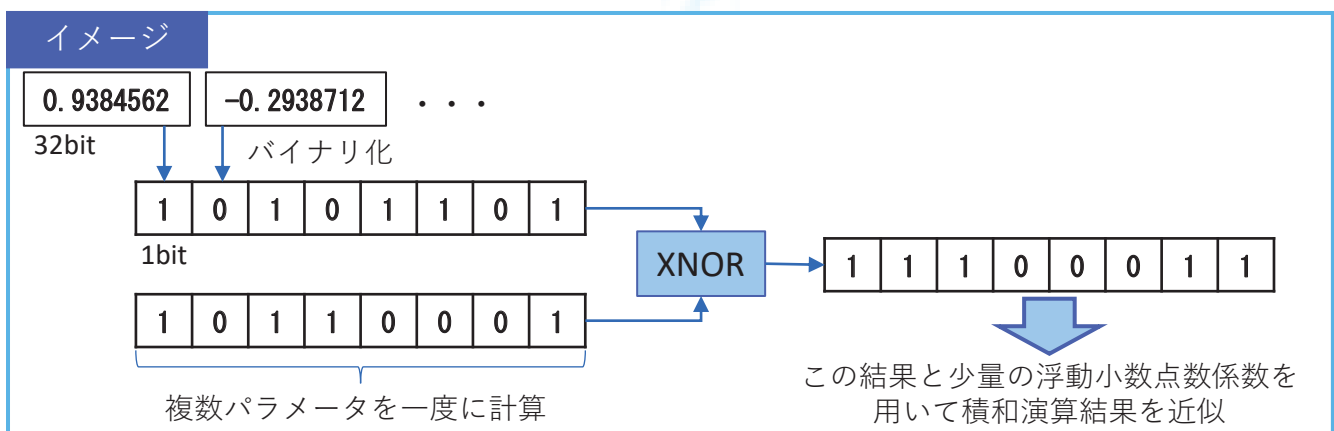 イメージ
0.9384562 -0.2938712 ・・・
32bit
バイナリ化
1 0 1 0 1 1 0 1
1bit
XNOR
1 1 1 0 0 0 1 1
1 0 1 1 0 0 0 1
複数パラメータを一度に計算
この結果と少量の浮動小数点数係数を
用いて積和演算結果を近似